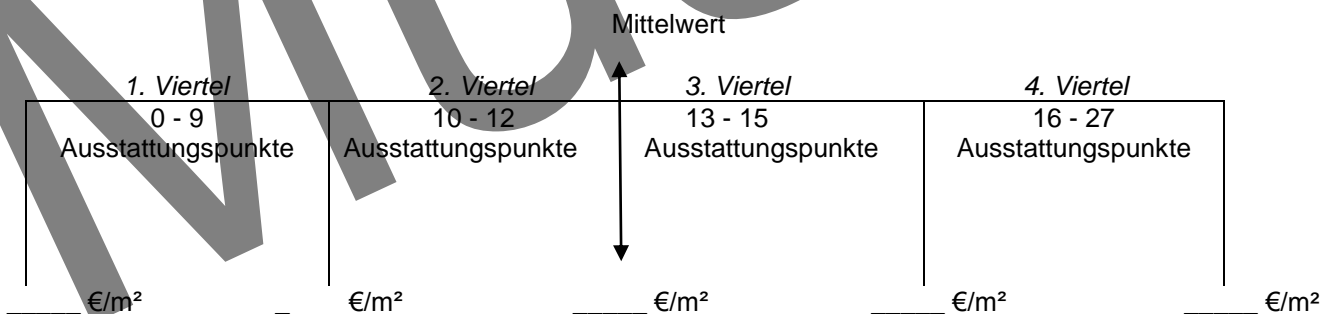 Mittelwert
1. Viertel 2. Viertel 3. Viertel 4. Viertel
0 - 9 10 - 12 13 - 15 16 - 27
Ausstattungspunkte Ausstattungspunkte Ausstattungspunkte Ausstattungspunkte
_____ €/m² _ €/m² _____ €/m² _____ €/m² _____ €/m²